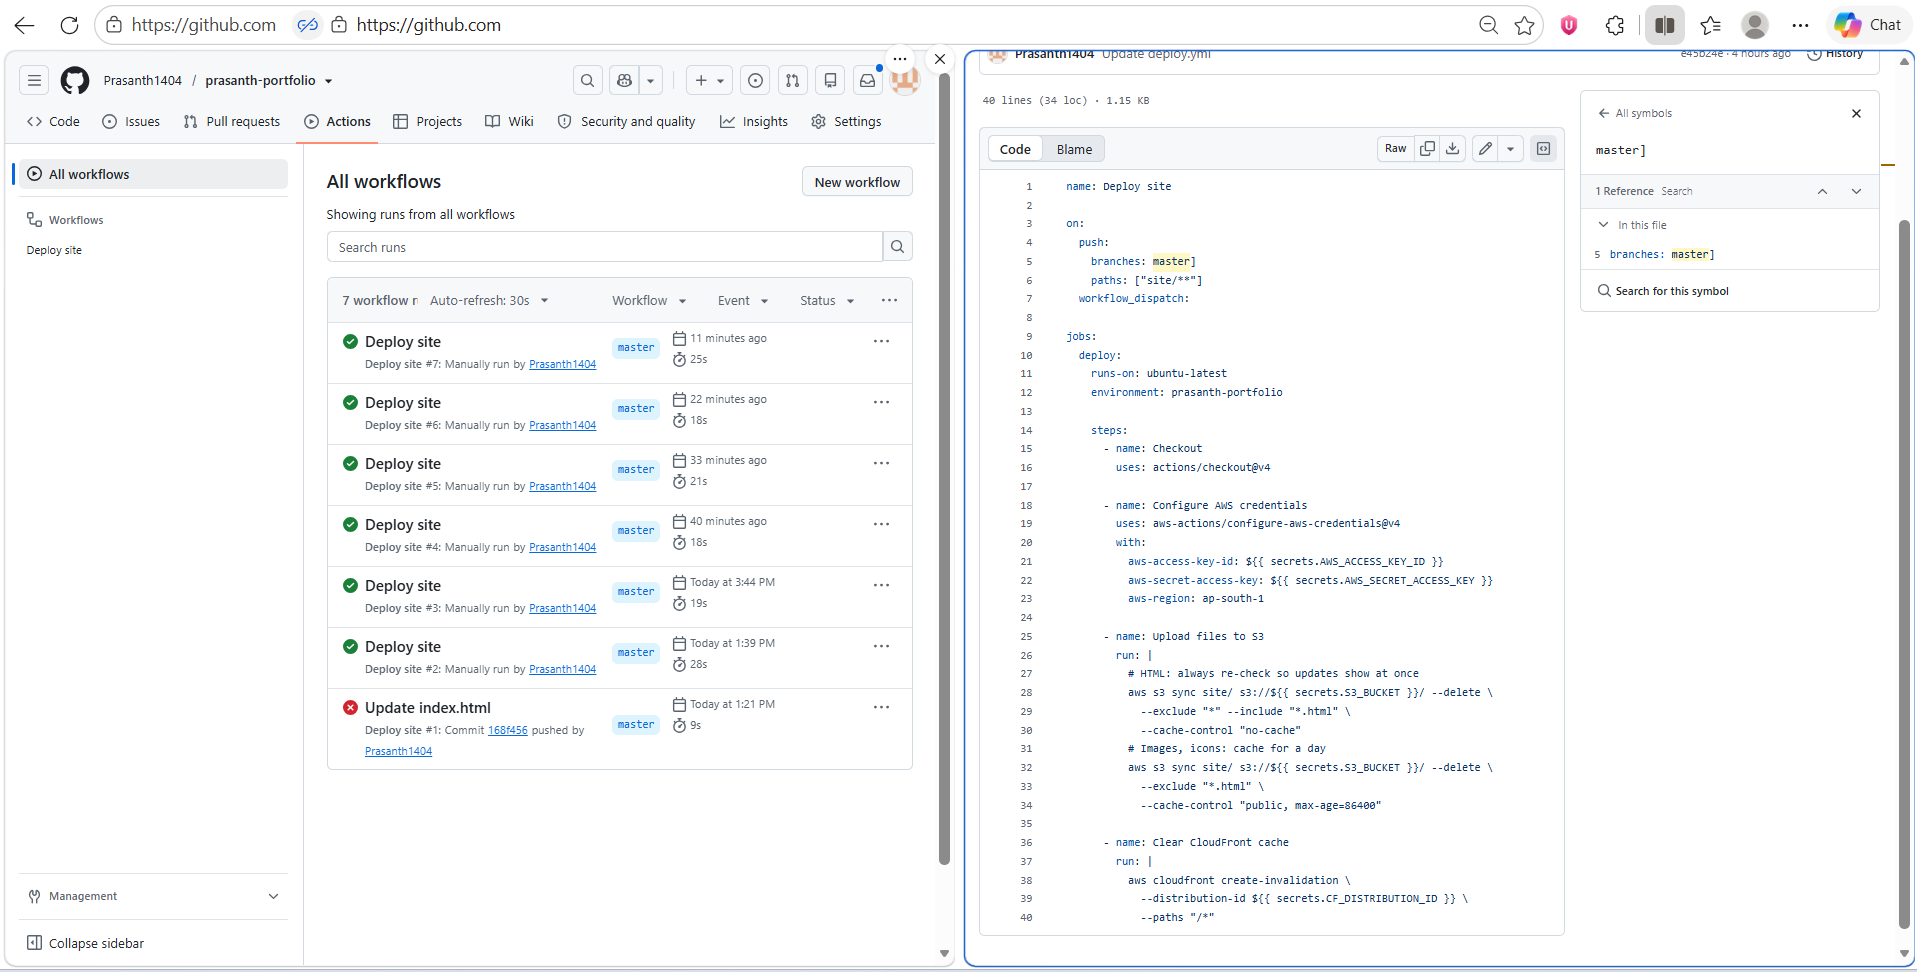 https://github.com
https://github.com
Chat
Prasanth1404 / prasanth-portfolio
Code Issues Pull requests Actions Projects Wiki Security and quality Insights Settings
All workflows
Workflows
Deploy site
Management
Collapse sidebar
All workflows
New workflow
Showing runs from all workflows
Search runs
7 workflow r Auto-refresh: 30s Workflow Event Status
Deploy site
Deploy site #7: Manually run by Prasanth1404
master
11 minutes ago
25s
Deploy site
Deploy site #6: Manually run by Prasanth1404
master
22 minutes ago
18s
Deploy site
Deploy site #5: Manually run by Prasanth1404
master
33 minutes ago
21s
Deploy site
Deploy site #4: Manually run by Prasanth1404
master
40 minutes ago
18s
Deploy site
Deploy site #3: Manually run by Prasanth1404
master
Today at 3:44 PM
19s
Deploy site
Deploy site #2: Manually run by Prasanth1404
master
Today at 1:39 PM
28s
Update index.html
Deploy site #1: Commit 168f456 pushed by
Prasanth1404
master
Today at 1:21 PM
9s
Prasanth1404 Update deploy.yml e45b24e · 4 hours ago History
40 lines (34 loc) · 1.15 KB
Code Blame Raw
1 name: Deploy site
2
3 on:
4 push:
5 branches: master]
6 paths: ["site/**"]
7 workflow_dispatch:
8
9 jobs:
10 deploy:
11 runs-on: ubuntu-latest
12 environment: prasanth-portfolio
13
14 steps:
15 - name: Checkout
16 uses: actions/checkout@v4
17
18 - name: Configure AWS credentials
19 uses: aws-actions/configure-aws-credentials@v4
20 with:
21 aws-access-key-id: ${{ secrets.AWS_ACCESS_KEY_ID }}
22 aws-secret-access-key: ${{ secrets.AWS_SECRET_ACCESS_KEY }}
23 aws-region: ap-south-1
24
25 - name: Upload files to S3
26 run: |
27 # HTML: always re-check so updates show at once
28 aws s3 sync site/ s3://${{ secrets.S3_BUCKET }}/ --delete \
29 --exclude "*" --include "*.html" \
30 --cache-control "no-cache"
31 # Images, icons: cache for a day
32 aws s3 sync site/ s3://${{ secrets.S3_BUCKET }}/ --delete \
33 --exclude "*.html" \
34 --cache-control "public, max-age=86400"
35
36 - name: Clear CloudFront cache
37 run: |
38 aws cloudfront create-invalidation \
39 --distribution-id ${{ secrets.CF_DISTRIBUTION_ID }} \
40 --paths "/*"
All symbols
master]
1 Reference Search
In this file
5 branches: master]
Search for this symbol